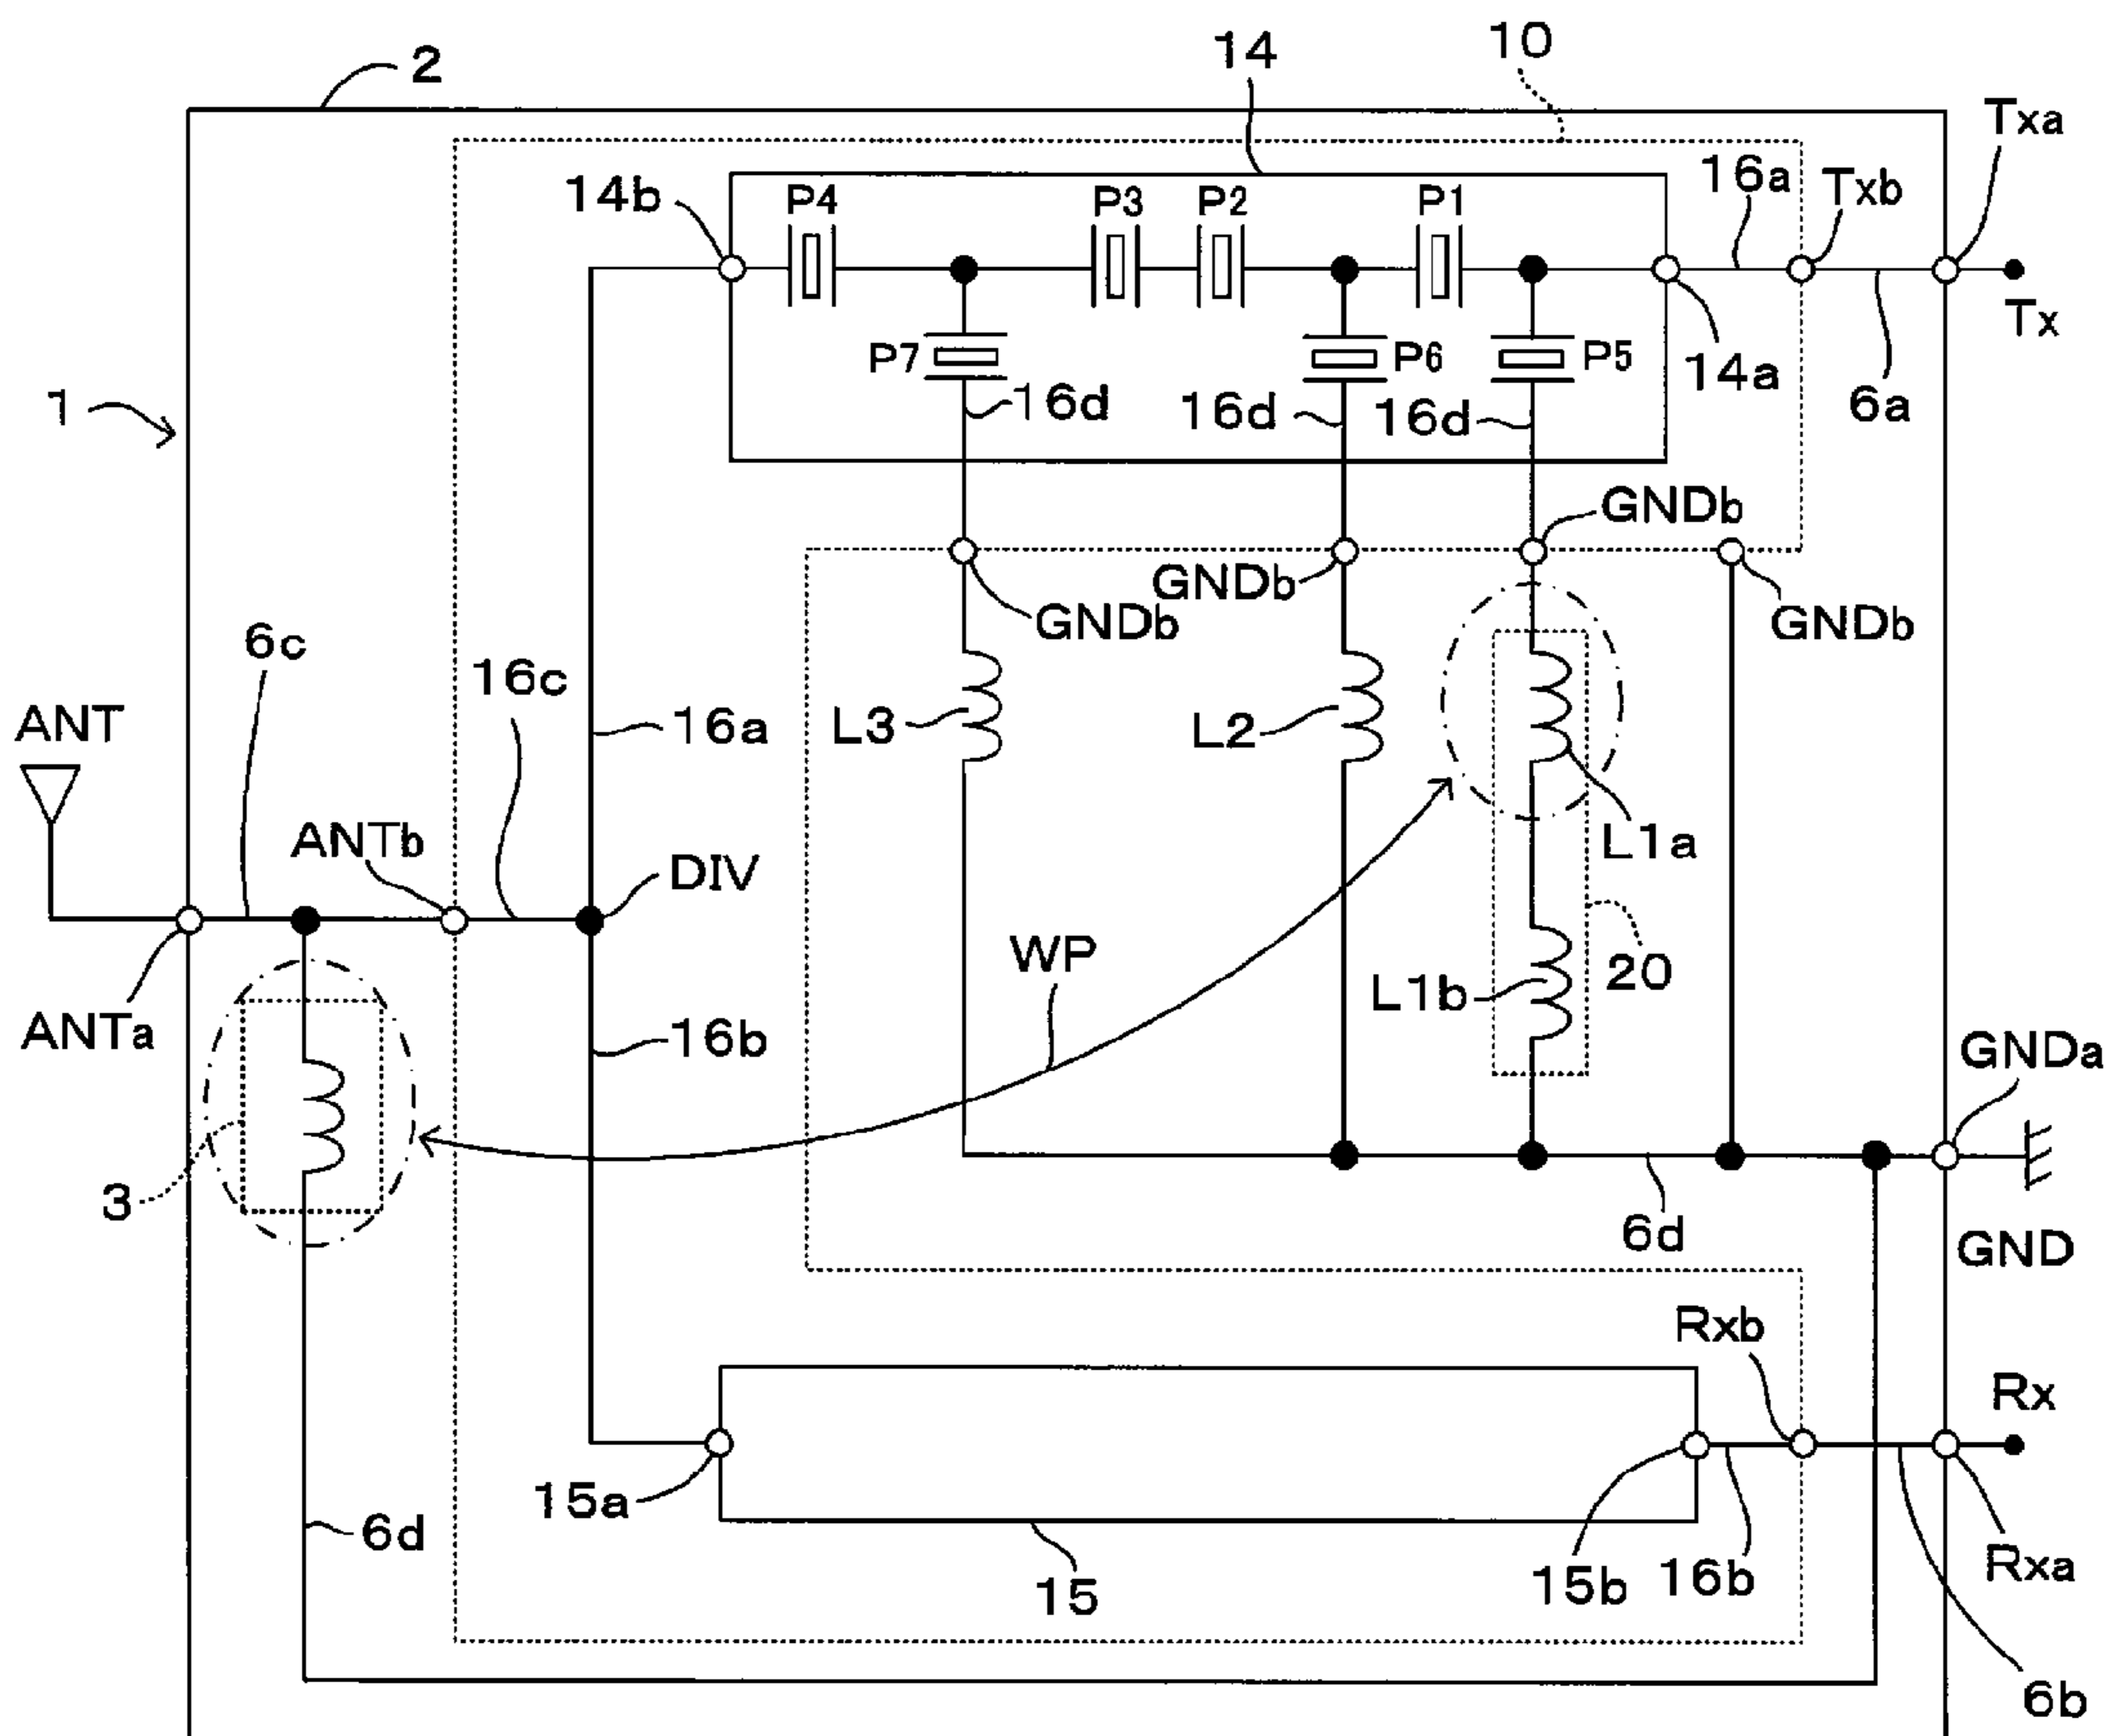 10
14
2
Txa
16a
Txb
14b
P4
P3
P2
P1
Tx
P7
P6
P5
14a
6a
16d
16d
16d
1
GNDb
GNDb
GNDb
GNDb
6c
16c
ANT
16a
L3
L2
L1a
ANTb
DIV
WP
20
L1b
ANTa
16b
GNDa
3
6d
GND
Rxb
Rx
15a
6d
15
15b
16b
Rxa
6b